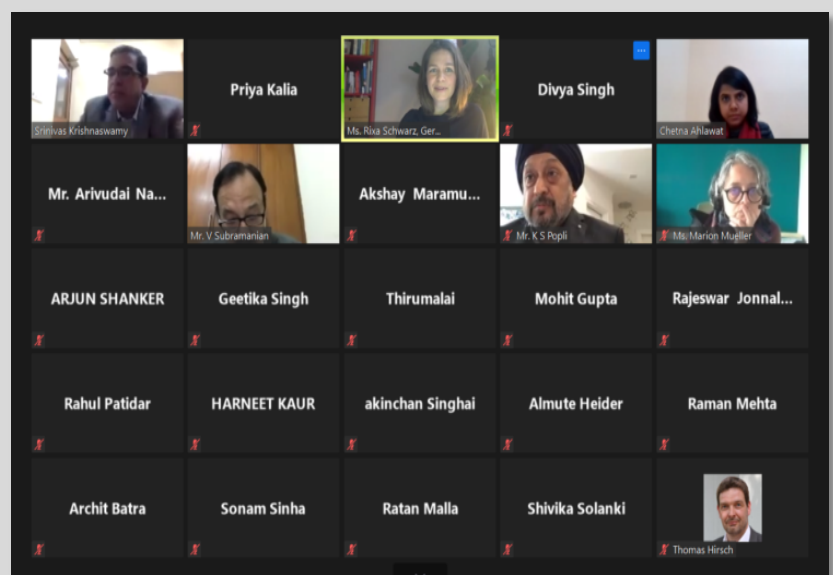 Srinivas Krishnaswamy
Priya Kalia
Ms. Rixa Schwarz, Ger...
Divya Singh
Chetna Ahlawat
Mr. Arivudai Na...
Mr. V Subramanian
Akshay Maramu...
Mr. K S Popli
Ms. Marion Mueller
ARJUN SHANKER
Geetika Singh
Thirumalai
Mohit Gupta
Rajeswar Jonnal...
Rahul Patidar
HARNEET KAUR
akinchan Singhai
Almute Heider
Raman Mehta
Archit Batra
Sonam Sinha
Ratan Malla
Shivika Solanki
Thomas Hirsch